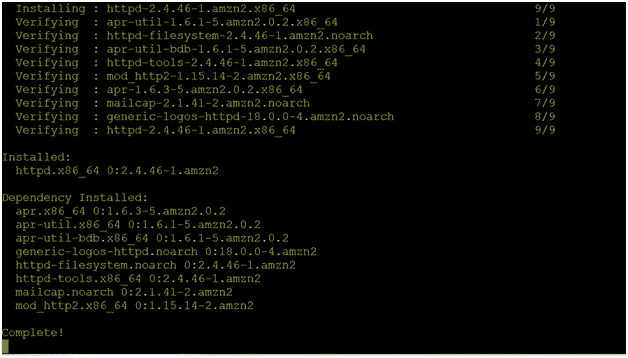 Installing : httpd-2.4.46-1.amzn2.x86_64 9/9
Verifying : apr-util-1.6.1-5.amzn2.0.2.x86_64 1/9
Verifying : httpd-filesystem-2.4.46-1.amzn2.noarch 2/9
Verifying : apr-util-bdb-1.6.1-5.amzn2.0.2.x86_64 3/9
Verifying : httpd-tools-2.4.46-1.amzn2.x86_64 4/9
Verifying : mod_http2-1.15.14-2.amzn2.x86_64 5/9
Verifying : apr-1.6.3-5.amzn2.0.2.x86_64 6/9
Verifying : mailcap-2.1.41-2.amzn2.noarch 7/9
Verifying : generic-logos-httpd-18.0.0-4.amzn2.noarch 8/9
Verifying : httpd-2.4.46-1.amzn2.x86_64 9/9
Installed:
httpd.x86_64 0:2.4.46-1.amzn2
Dependency Installed:
apr.x86_64 0:1.6.3-5.amzn2.0.2
apr-util.x86_64 0:1.6.1-5.amzn2.0.2
apr-util-bdb.x86_64 0:1.6.1-5.amzn2.0.2
generic-logos-httpd.noarch 0:18.0.0-4.amzn2
httpd-filesystem.noarch 0:2.4.46-1.amzn2
httpd-tools.x86_64 0:2.4.46-1.amzn2
mailcap.noarch 0:2.1.41-2.amzn2
mod_http2.x86_64 0:1.15.14-2.amzn2
Complete!